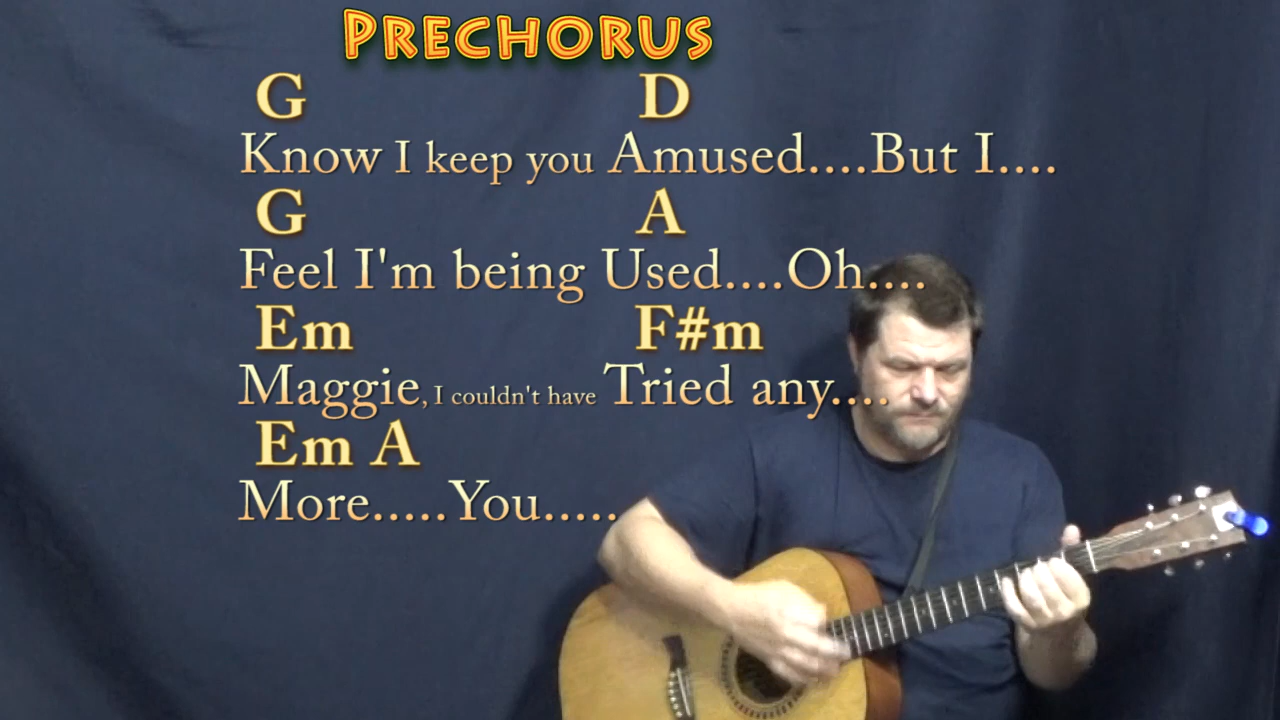 PRECHORUS
G D
Know I keep you Amused....But I....
G A
Feel I'm being Used....Oh....
Em F#m
Maggie, I couldn't have Tried any....
Em A
More.....You.....